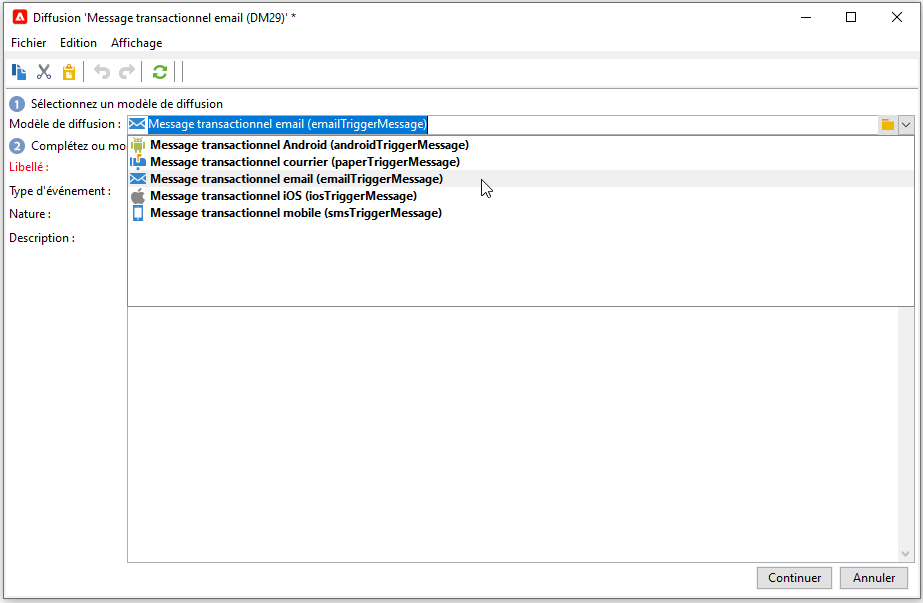 Diffusion 'Message transactionnel email (DM29)' *
Fichier Edition Affichage
1 Sélectionnez un modèle de diffusion
Modèle de diffusion : Message transactionnel email (emailTriggerMessage)
Message transactionnel Android (androidTriggerMessage)
2 Complétez ou mo
Message transactionnel courrier (paperTriggerMessage)
Libellé :
Message transactionnel email (emailTriggerMessage)
Type d'événement :
Message transactionnel iOS (iosTriggerMessage)
Nature :
Message transactionnel mobile (smsTriggerMessage)
Description :
Continuer Annuler